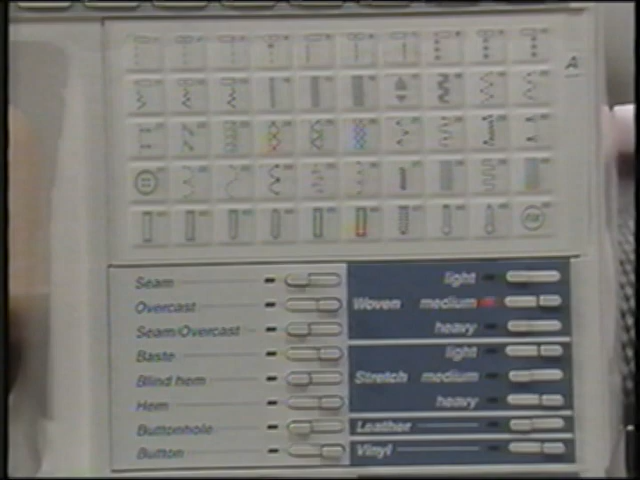 A
Seam
Overcast
Seam/Overcast
Baste
Blind hem
Hem
Buttonhole
Button
light
Woven medium
heavy
light
Stretch medium
heavy
Leather
Vinyl